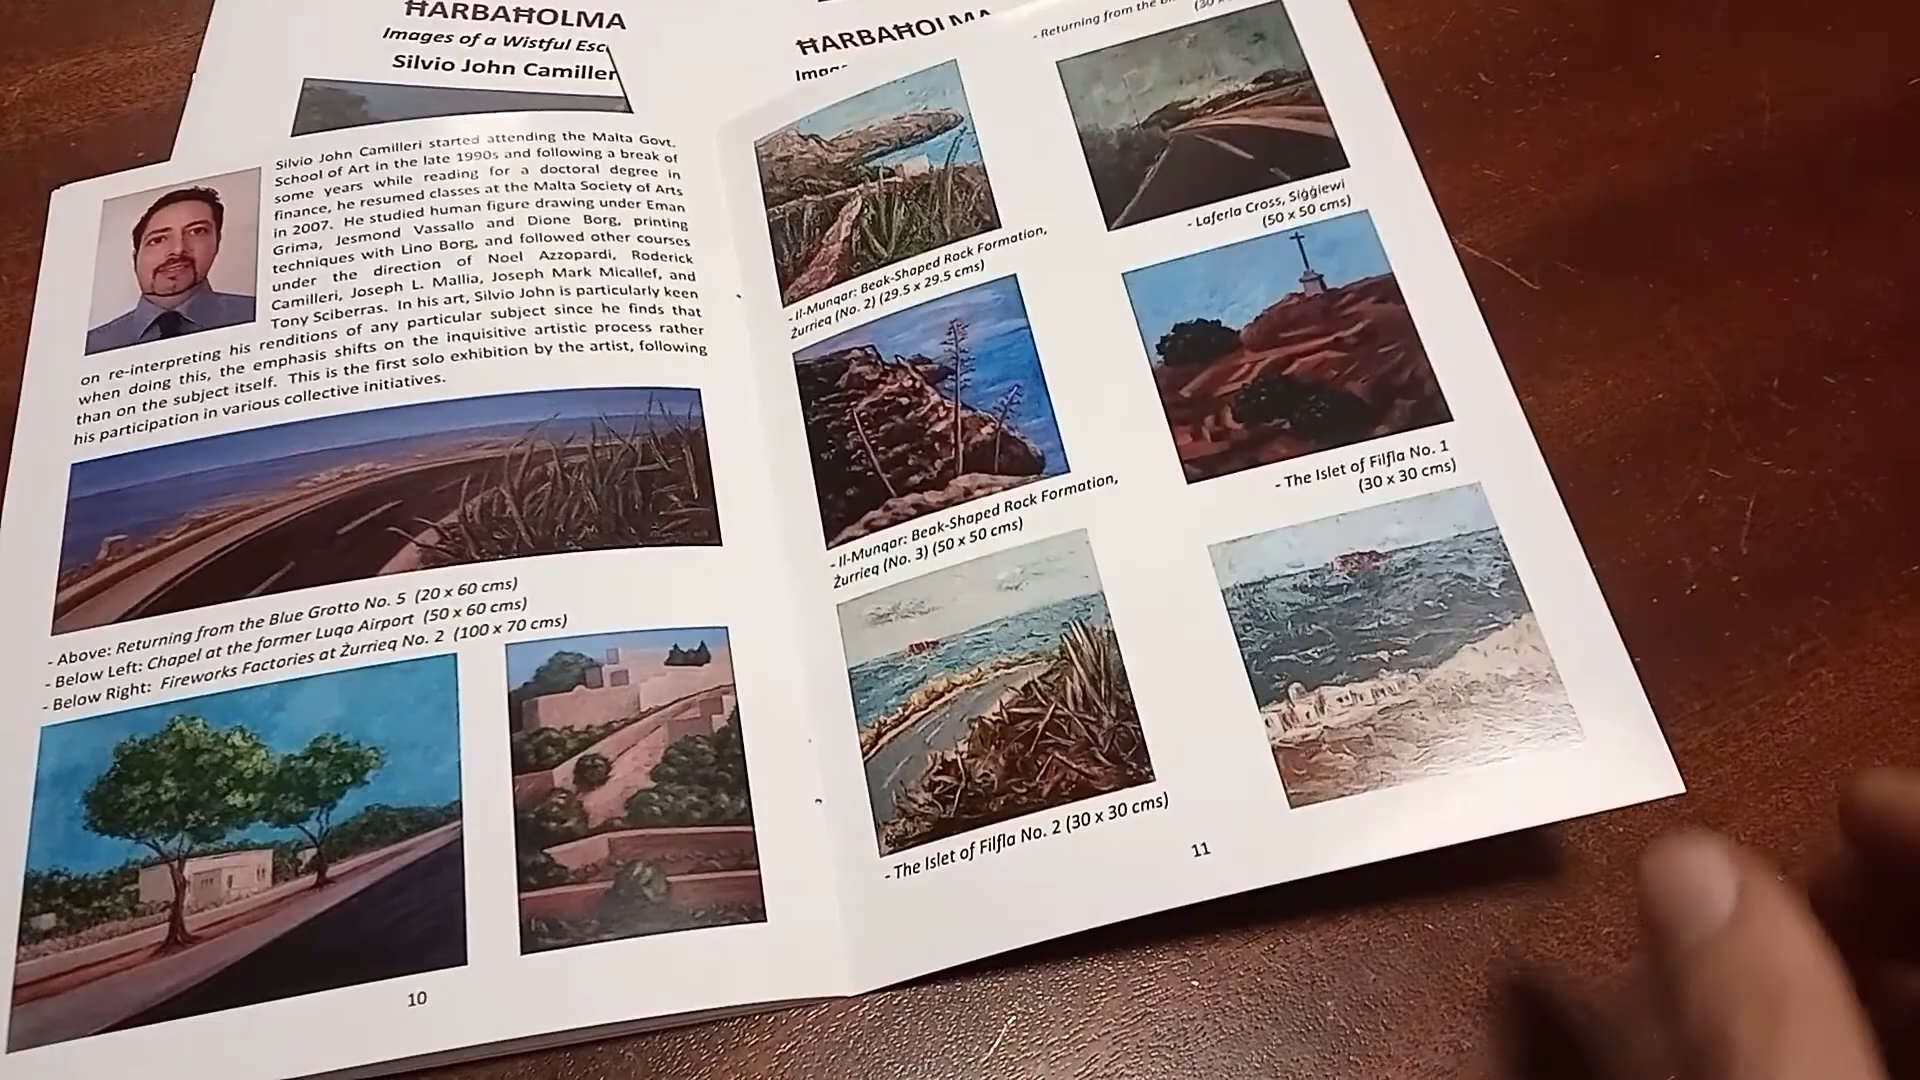 ĦARBAĦOLMA
Images of a Wistful
Silvio John
ĦARBAĦOLMA
Silvio John Camilleri started attending the Malta Govt.
School of Art in the late 1990s and following a break of
some years while reading for a doctoral degree in
finance, he resumed classes at the Malta Society of Arts
in 2007. He studied human figure drawing under Eman
Grima, Jesmond Vassallo and Dione Borg, printing
techniques with Lino Borg, and followed other courses
under the direction of Noel Azzopardi, Roderick
Camilleri, Joseph L. Mallia, Joseph Mark Micallef, and
Tony Sciberras. In his art, Silvio John is particularly keen
on re-interpreting his renditions of any particular subject since he finds that
when doing this, the emphasis shifts on the inquisitive artistic process rather
than on the subject itself. This is the first solo exhibition by the artist, following
his participation in various collective initiatives.
- Above: Returning from the Blue Grotto No. 5 (20 x 60 cms)
- Below Left: Chapel at the former Luqa Airport (50 x 60 cms)
- Below Right: Fireworks Factories at Żurrieq No. 2 (100 x 70 cms)
10
- Returning from the
- Il-Munqar: Beak-Shaped Rock Formation,
Żurrieq (No. 2) (29.5 x 29.5 cms)
- Laferla Cross, Siġġiewi
(50 x 50 cms)
- Il-Munqar: Beak-Shaped Rock Formation,
Żurrieq (No. 3) (50 x 50 cms)
- The Islet of Filfla No. 1
(30 x 30 cms)
- The Islet of Filfla No. 2 (30 x 30 cms)
11